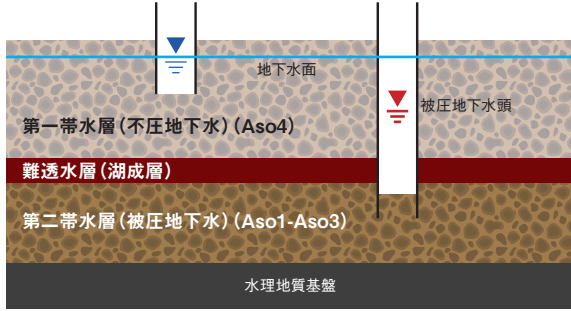 地下水面
被圧地下水頭
第一帯水層（不圧地下水）（Aso4）
難透水層（湖成層）
第二帯水層（被圧地下水）（Aso1-Aso3）
水理地質基盤